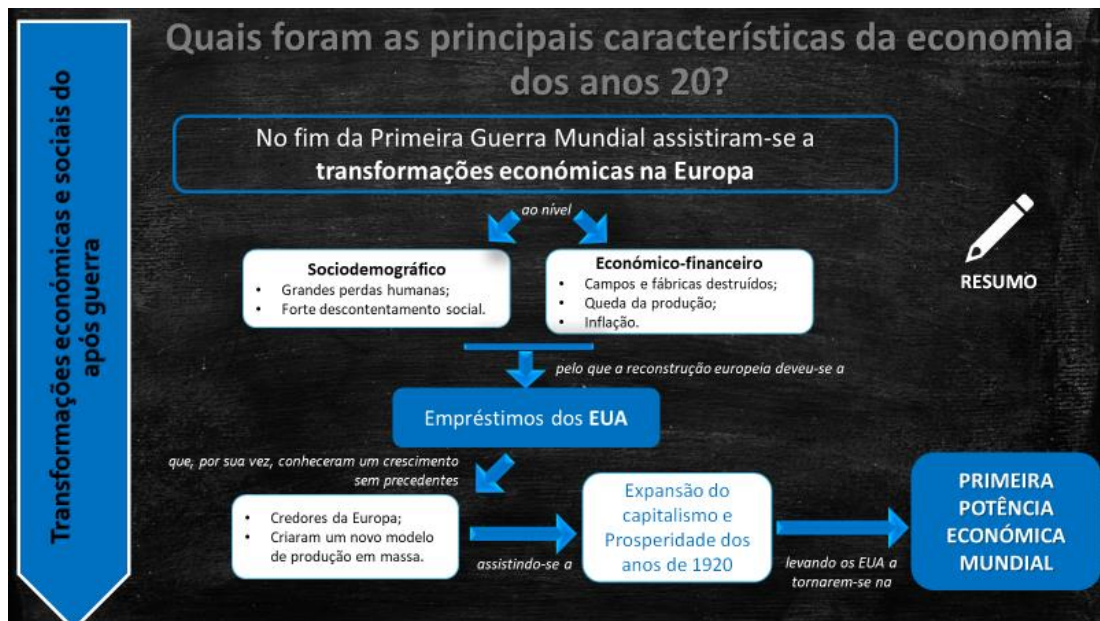 Transformações económicas e sociais do
após guerra
Quais foram as principais características da economia
dos anos 20?
No fim da Primeira Guerra Mundial assistiram-se a
transformações económicas na Europa
ao nível
Sociodemográfico
• Grandes perdas humanas;
• Forte descontentamento social.
Económico-financeiro
• Campos e fábricas destruídos;
• Queda da produção;
• Inflação.
RESUMO
pelo que a reconstrução europeia deveu-se a
Empréstimos dos EUA
que, por sua vez, conheceram um crescimento
sem precedentes
• Credores da Europa;
• Criaram um novo modelo
de produção em massa.
assistindo-se a
Expansão do
capitalismo e
Prosperidade dos
anos de 1920
levando os EUA a
tornarem-se na
PRIMEIRA
POTÊNCIA
ECONÓMICA
MUNDIAL